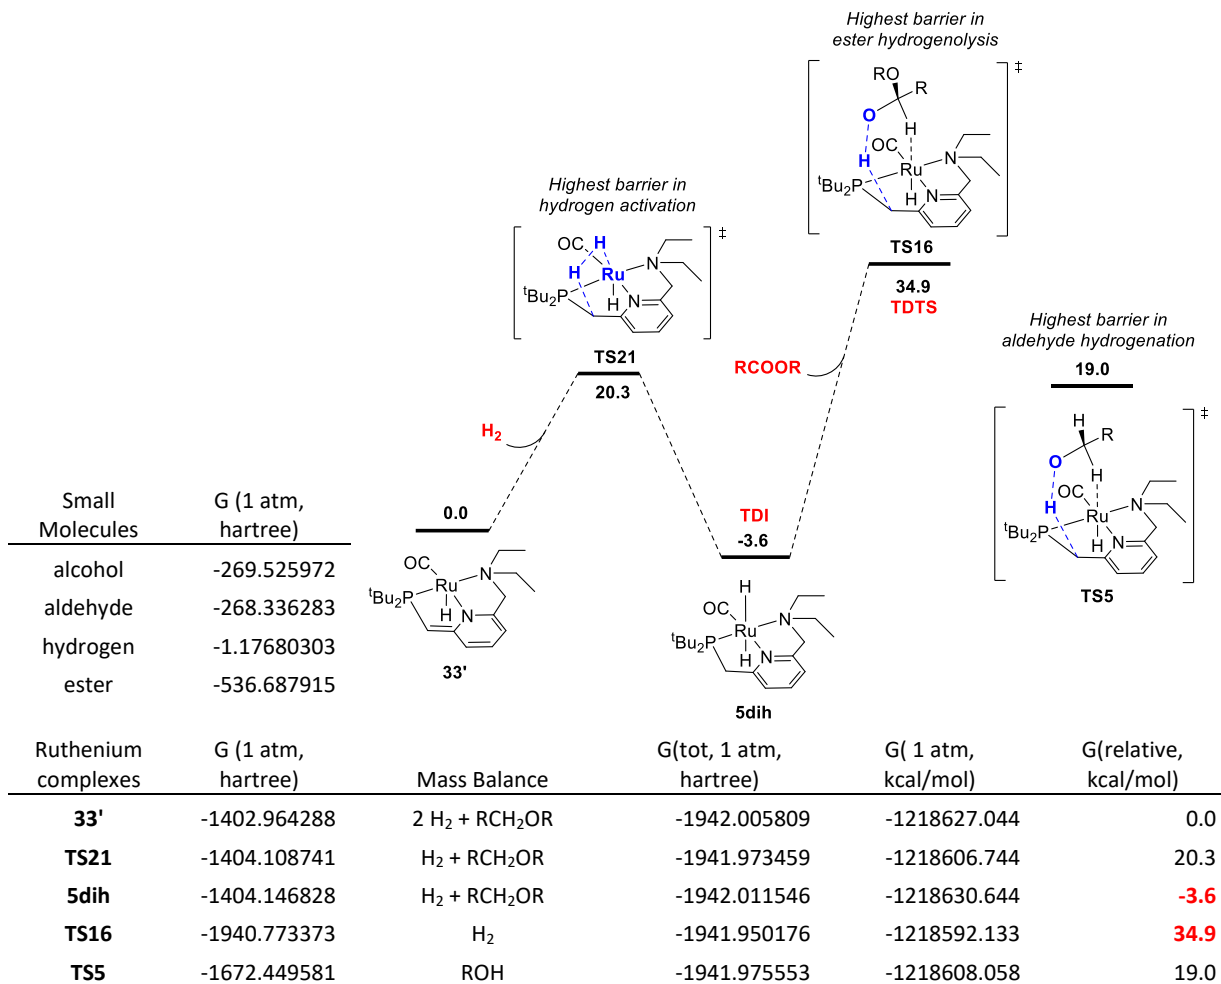 Highest barrier in
ester hydrogenolysis
RO
R
O
H
‡
OC
H
Ru
N
tBu2P
H
N
TS16
34.9
TDTS
Highest barrier in
hydrogen activation
OC
H
H
‡
Ru
N
tBu2P
H
N
TS21
20.3
RCOOR
H2
Highest barrier in
aldehyde hydrogenation
19.0
H
R
O
H
‡
OC
H
Ru
N
tBu2P
H
N
TS5
0.0
OC
Ru
N
tBu2P
H
N
33'
TDI
-3.6
H
OC
Ru
N
tBu2P
H
N
5dih
Small Molecules G (1 atm, hartree)
alcohol -269.525972
aldehyde -268.336283
hydrogen -1.17680303
ester -536.687915
Ruthenium complexes G (1 atm, hartree) Mass Balance G(tot, 1 atm, hartree) G( 1 atm, kcal/mol) G(relative, kcal/mol)
33' -1402.964288 2 H2 + RCH2OR -1942.005809 -1218627.044 0.0
TS21 -1404.108741 H2 + RCH2OR -1941.973459 -1218606.744 20.3
5dih -1404.146828 H2 + RCH2OR -1942.011546 -1218630.644 -3.6
TS16 -1940.773373 H2 -1941.950176 -1218592.133 34.9
TS5 -1672.449581 ROH -1941.975553 -1218608.058 19.0